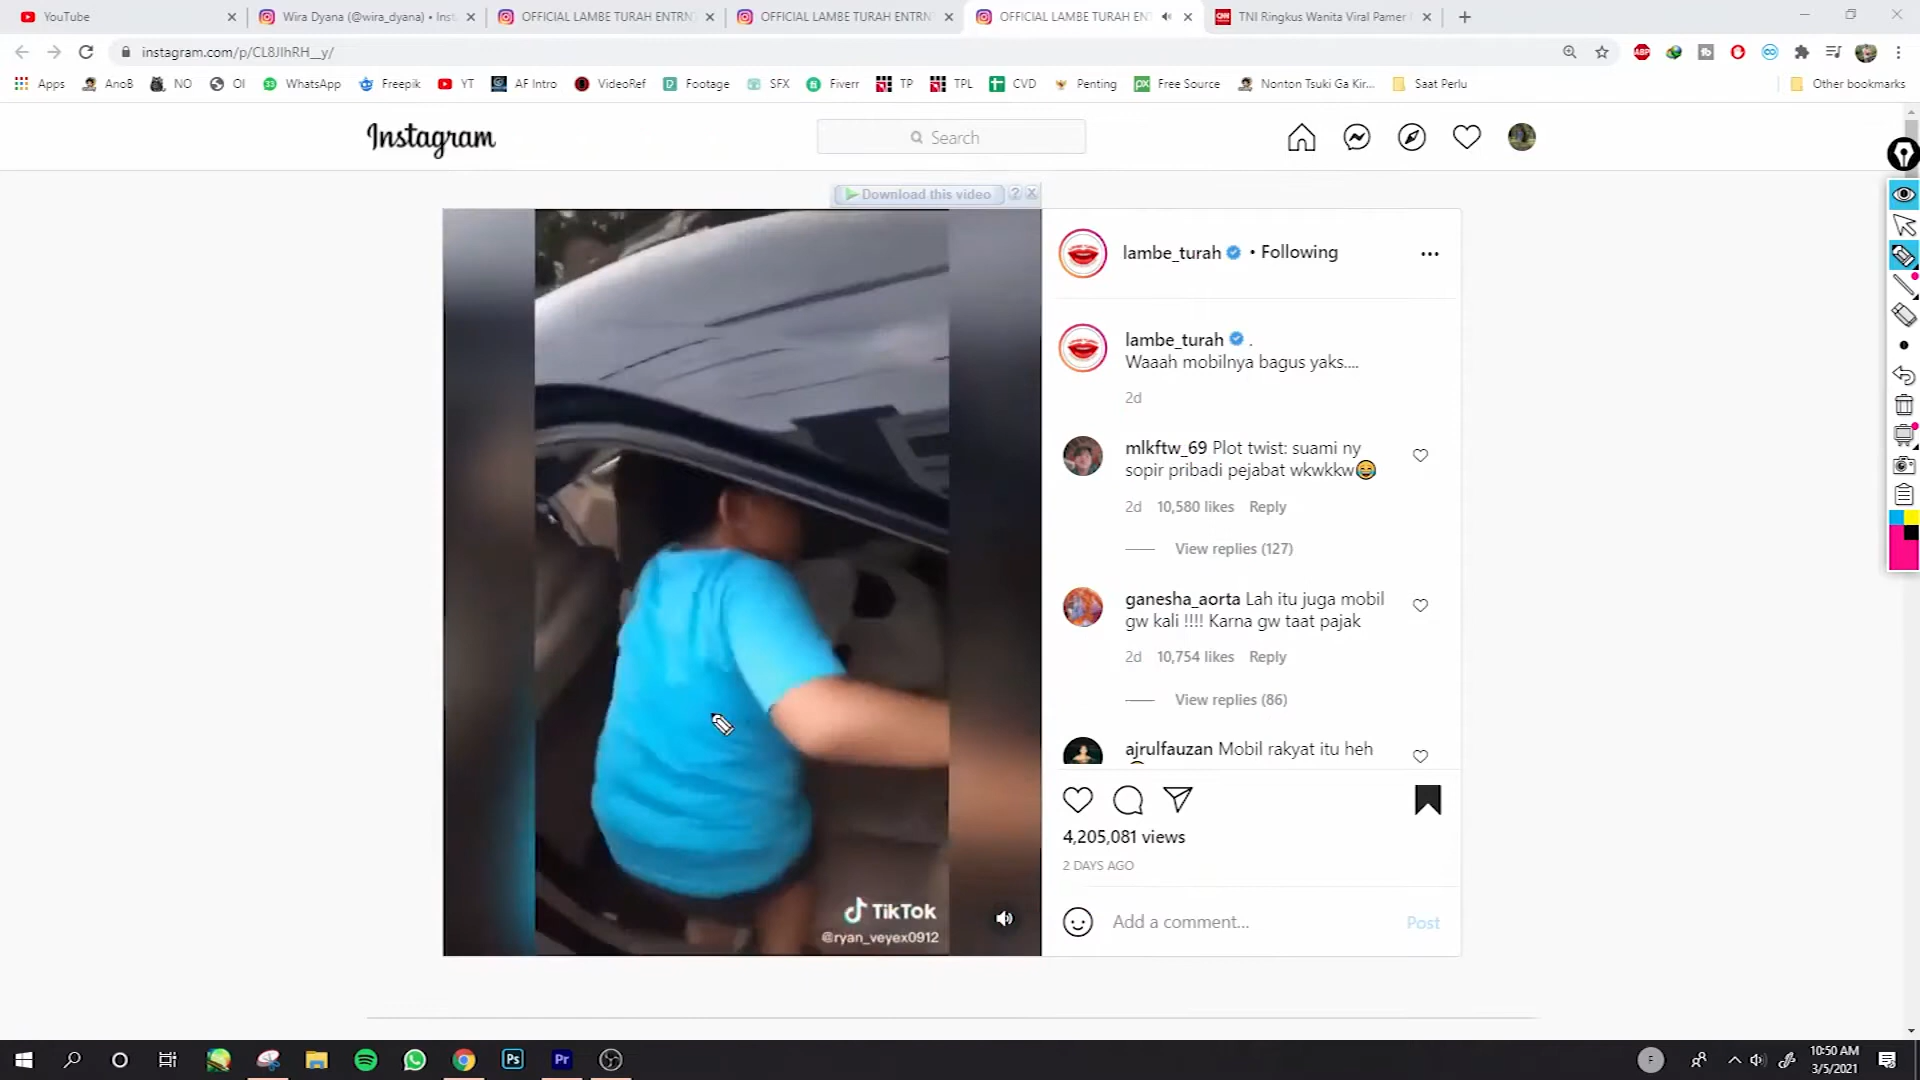 YouTube
Wira Dyana (@wira_dyana) • Inst
OFFICIAL LAMBE TURAH ENTRN
OFFICIAL LAMBE TURAH ENTRN
OFFICIAL LAMBE TURAH EN
CNN
TNI Ringkus Wanita Viral Pamer
instagram.com/p/CL8JIhRH__y/
ABP
Apps
AnoB
NO
OI
WhatsApp
Freepik
YT
AF Intro
VideoRef
Footage
SFX
Fiverr
TP
TPL
CVD
Penting
Free Source
Nonton Tsuki Ga Kir...
Saat Perlu
Other bookmarks
Instagram
Search
Download this video
lambe_turah • Following
lambe_turah .
Waaah mobilnya bagus yaks....
2d
mlkftw_69 Plot twist: suami ny
sopir pribadi pejabat wkwkkw😂
2d 10,580 likes Reply
View replies (127)
ganesha_aorta Lah itu juga mobil
gw kali !!!! Karna gw taat pajak
2d 10,754 likes Reply
View replies (86)
ajrulfauzan Mobil rakyat itu heh
4,205,081 views
2 DAYS AGO
Add a comment...
Post
TikTok
@ryan_veyex0912
Ps
Pr
F
10:50 AM
3/5/2021